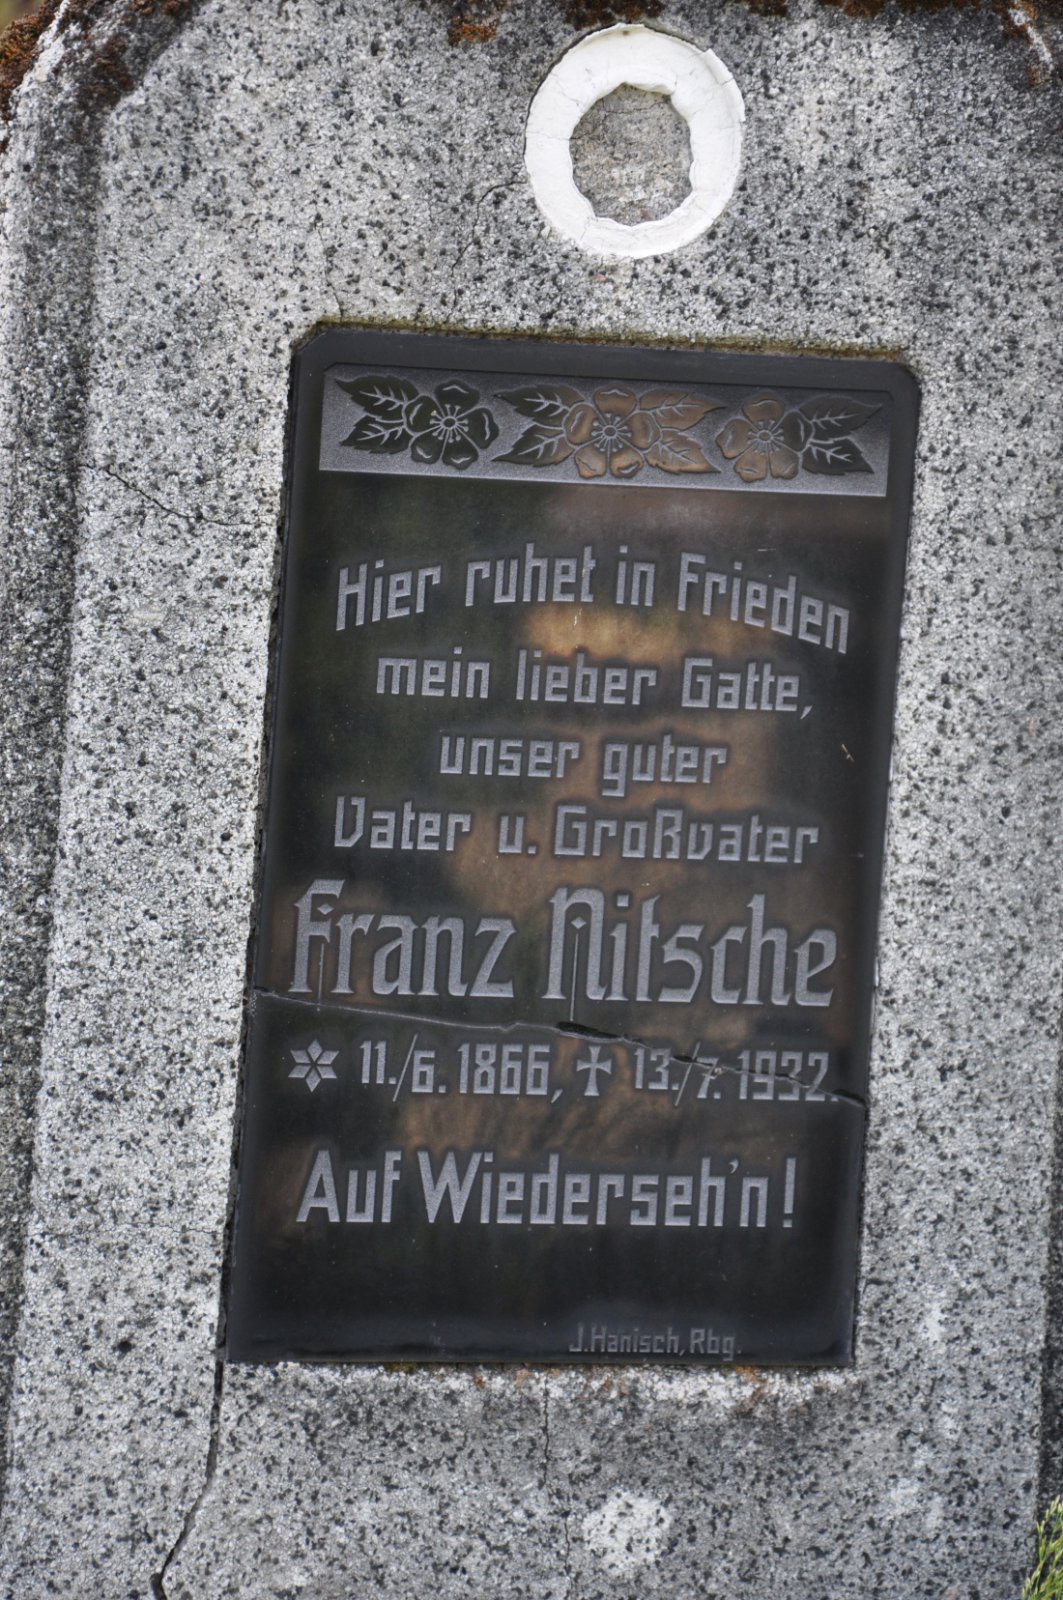 Hier ruhet in Frieden
mein lieber Gatte,
unser guter
Vater u. Großvater
Franz Nitsche
* 11./6. 1866, † 13./7. 1932.
Auf Wiederseh'n!
J. Hanisch, Rbg.